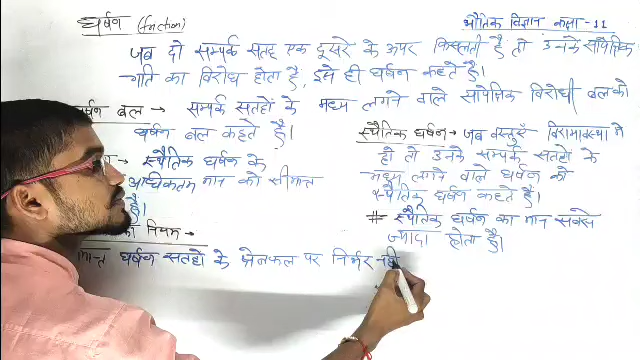 घर्षण (friction)
भौतिक विज्ञान कक्षा - 11
जब दो सम्पर्क सतह एक दूसरे के ऊपर फिसलती है तो उनके सापेक्षिक
गति का विरोध होता है, इसे ही घर्षण कहते है।
घर्षण बल → सम्पर्क सतहों के मध्य लगने वाले सापेक्षिक विरोधी बल को
घर्षण बल कहते है।
→ स्थैतिक घर्षण के
अधिकतम मान को सीमान्त
है।
का नियम →
घर्षण सतहों के क्षेत्रफल पर निर्भर नही
स्थैतिक घर्षण → जब वस्तुएँ विरामावस्था मे
हो तो उनके सम्पर्क सतहों के
मध्य लगने वाले घर्षण को
स्थैतिक घर्षण कहते है।
# स्थैतिक घर्षण का मान सबसे
ज्यादा होता है।